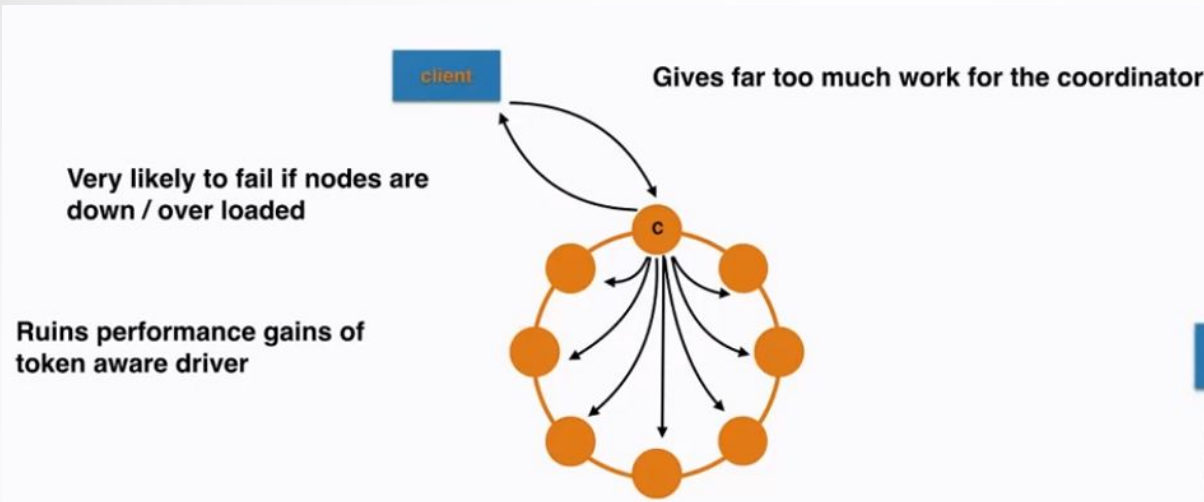 client
Gives far too much work for the coordinator
Very likely to fail if nodes are
down / over loaded
C
Ruins performance gains of
token aware driver